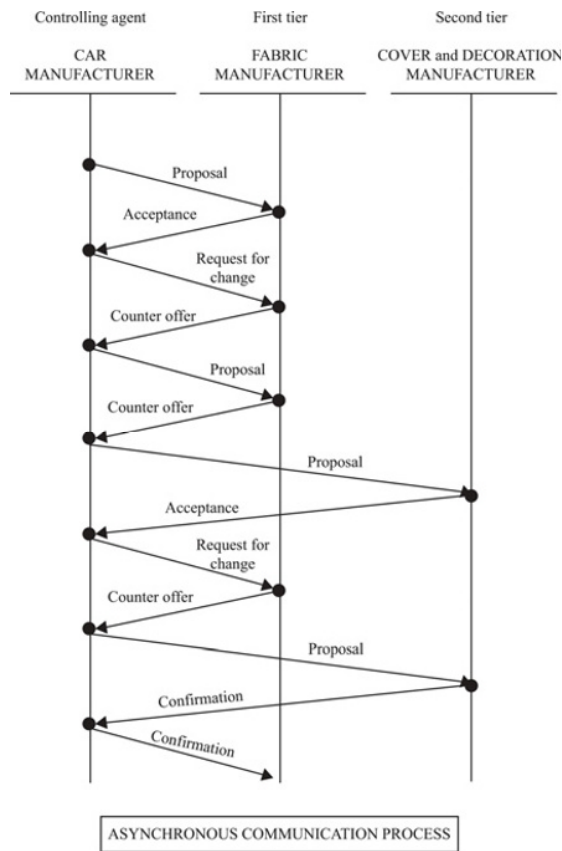 Controlling agent
First tier
Second tier
CAR
MANUFACTURER
FABRIC
MANUFACTURER
COVER and DECORATION
MANUFACTURER
Proposal
Acceptance
Request for
change
Counter offer
Proposal
Counter offer
Proposal
Acceptance
Request for
change
Counter offer
Proposal
Confirmation
Confirmation
ASYNCHRONOUS COMMUNICATION PROCESS